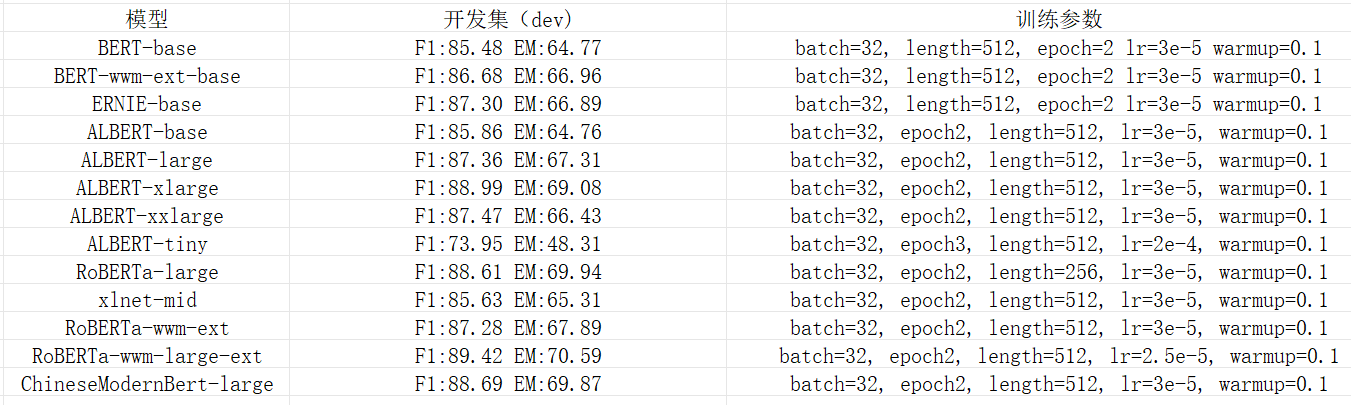 模型 开发集（dev) 训练参数
BERT-base F1:85.48 EM:64.77 batch=32, length=512, epoch=2 lr=3e-5 warmup=0.1
BERT-wwm-ext-base F1:86.68 EM:66.96 batch=32, length=512, epoch=2 lr=3e-5 warmup=0.1
ERNIE-base F1:87.30 EM:66.89 batch=32, length=512, epoch=2 lr=3e-5 warmup=0.1
ALBERT-base F1:85.86 EM:64.76 batch=32, epoch2, length=512, lr=3e-5, warmup=0.1
ALBERT-large F1:87.36 EM:67.31 batch=32, epoch2, length=512, lr=3e-5, warmup=0.1
ALBERT-xlarge F1:88.99 EM:69.08 batch=32, epoch2, length=512, lr=3e-5, warmup=0.1
ALBERT-xxlarge F1:87.47 EM:66.43 batch=32, epoch2, length=512, lr=3e-5, warmup=0.1
ALBERT-tiny F1:73.95 EM:48.31 batch=32, epoch3, length=512, lr=2e-4, warmup=0.1
RoBERTa-large F1:88.61 EM:69.94 batch=32, epoch2, length=256, lr=3e-5, warmup=0.1
xlnet-mid F1:85.63 EM:65.31 batch=32, epoch2, length=512, lr=3e-5, warmup=0.1
RoBERTa-wwm-ext F1:87.28 EM:67.89 batch=32, epoch2, length=512, lr=3e-5, warmup=0.1
RoBERTa-wwm-large-ext F1:89.42 EM:70.59 batch=32, epoch2, length=512, lr=2.5e-5, warmup=0.1
ChineseModernBert-large F1:88.69 EM:69.87 batch=32, epoch2, length=512, lr=3e-5, warmup=0.1